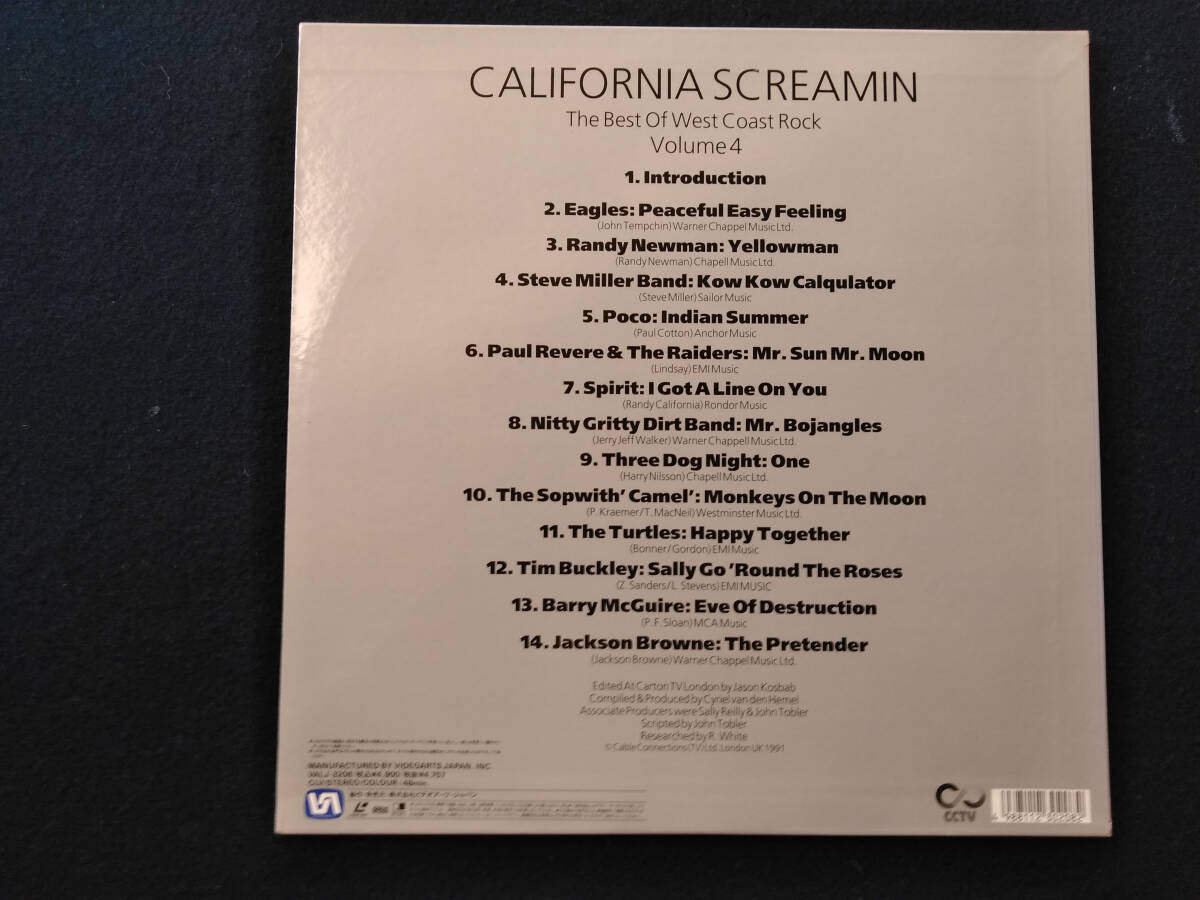 CALIFORNIA SCREAMIN
The Best Of West Coast Rock
Volume 4
1. Introduction
2. Eagles: Peaceful Easy Feeling
(John Tempchin) Warner Chappel Music Ltd.
3. Randy Newman: Yellowman
(Randy Newman) Chapell Music Ltd.
4. Steve Miller Band: Kow Kow Calqulator
(Steve Miller) Sailor Music
5. Poco: Indian Summer
(Paul Cotton) Anchor Music
6. Paul Revere & The Raiders: Mr. Sun Mr. Moon
(Lindsay) EMI Music
7. Spirit: I Got A Line On You
(Randy California) Rondor Music
8. Nitty Gritty Dirt Band: Mr. Bojangles
(Jerry Jeff Walker) Warner Chappell Music Ltd.
9. Three Dog Night: One
(Harry Nilsson) Chapell Music Ltd.
10. The Sopwith' Camel': Monkeys On The Moon
(P. Kraemer/T. MacNeil) Westminster Music Ltd.
11. The Turtles: Happy Together
(Bonner/Gordon) EMI Music
12. Tim Buckley: Sally Go 'Round The Roses
(Z. Sanders/L. Stevens) EMI MUSIC
13. Barry McGuire: Eve Of Destruction
(P. F. Sloan) MCA Music
14. Jackson Browne: The Pretender
(Jackson Browne) Warner Chappel Music Ltd.
Edited At Carton TV London by Jason Kosbab
Compiled & Produced by Cyriel van den Hemel
Associate Producers were Sally Reilly & John Tobler
Scripted by John Tobler
Researched by R. White
© Cable Connections (TV) Ltd. London UK 1991
MANUFACTURED BY VIDEOARTS JAPAN, INC.
CLV/STEREO/COLOUR
CCTV